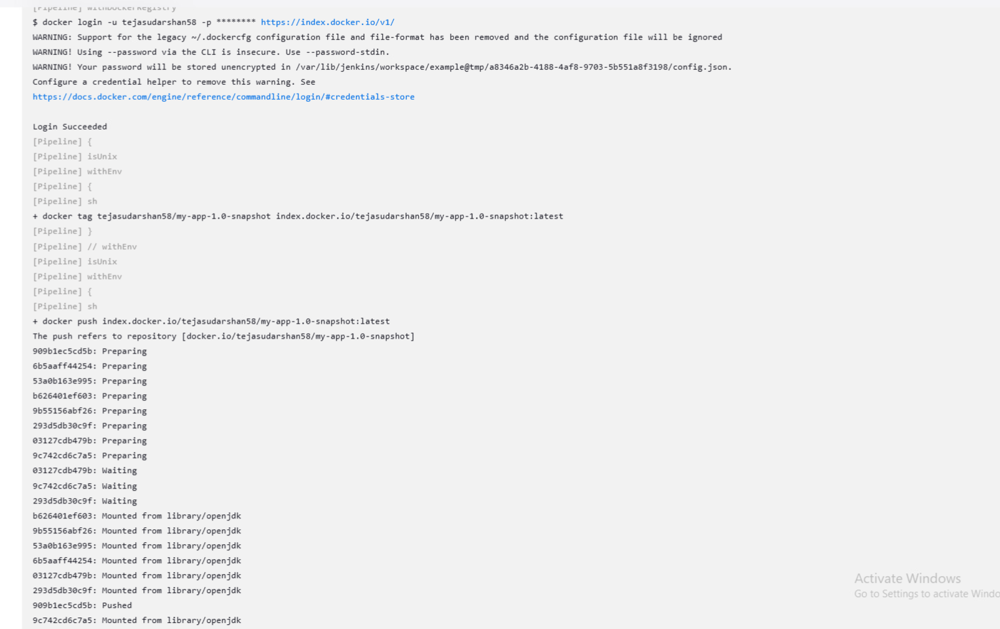 [Pipeline] withDockerRegistry
$ docker login -u tejasudarshan58 -p ******** https://index.docker.io/v1/
WARNING: Support for the legacy ~/.dockercfg configuration file and file-format has been removed and the configuration file will be ignored
WARNING! Using --password via the CLI is insecure. Use --password-stdin.
WARNING! Your password will be stored unencrypted in /var/lib/jenkins/workspace/example@tmp/a8346a2b-4188-4af8-9703-5b551a8f3198/config.json.
Configure a credential helper to remove this warning. See
https://docs.docker.com/engine/reference/commandline/login/#credentials-store
Login Succeeded
[Pipeline] {
[Pipeline] isUnix
[Pipeline] withEnv
[Pipeline] {
[Pipeline] sh
+ docker tag tejasudarshan58/my-app-1.0-snapshot index.docker.io/tejasudarshan58/my-app-1.0-snapshot:latest
[Pipeline] }
[Pipeline] // withEnv
[Pipeline] isUnix
[Pipeline] withEnv
[Pipeline] {
[Pipeline] sh
+ docker push index.docker.io/tejasudarshan58/my-app-1.0-snapshot:latest
The push refers to repository [docker.io/tejasudarshan58/my-app-1.0-snapshot]
909b1ec5cd5b: Preparing
6b5aaff44254: Preparing
53a0b163e995: Preparing
b626401ef603: Preparing
9b55156abf26: Preparing
293d5db30c9f: Preparing
03127cdb479b: Preparing
9c742cd6c7a5: Preparing
03127cdb479b: Waiting
9c742cd6c7a5: Waiting
293d5db30c9f: Waiting
b626401ef603: Mounted from library/openjdk
9b55156abf26: Mounted from library/openjdk
53a0b163e995: Mounted from library/openjdk
6b5aaff44254: Mounted from library/openjdk
03127cdb479b: Mounted from library/openjdk
293d5db30c9f: Mounted from library/openjdk
909b1ec5cd5b: Pushed
9c742cd6c7a5: Mounted from library/openjdk
Activate Windows
Go to Settings to activate Windo